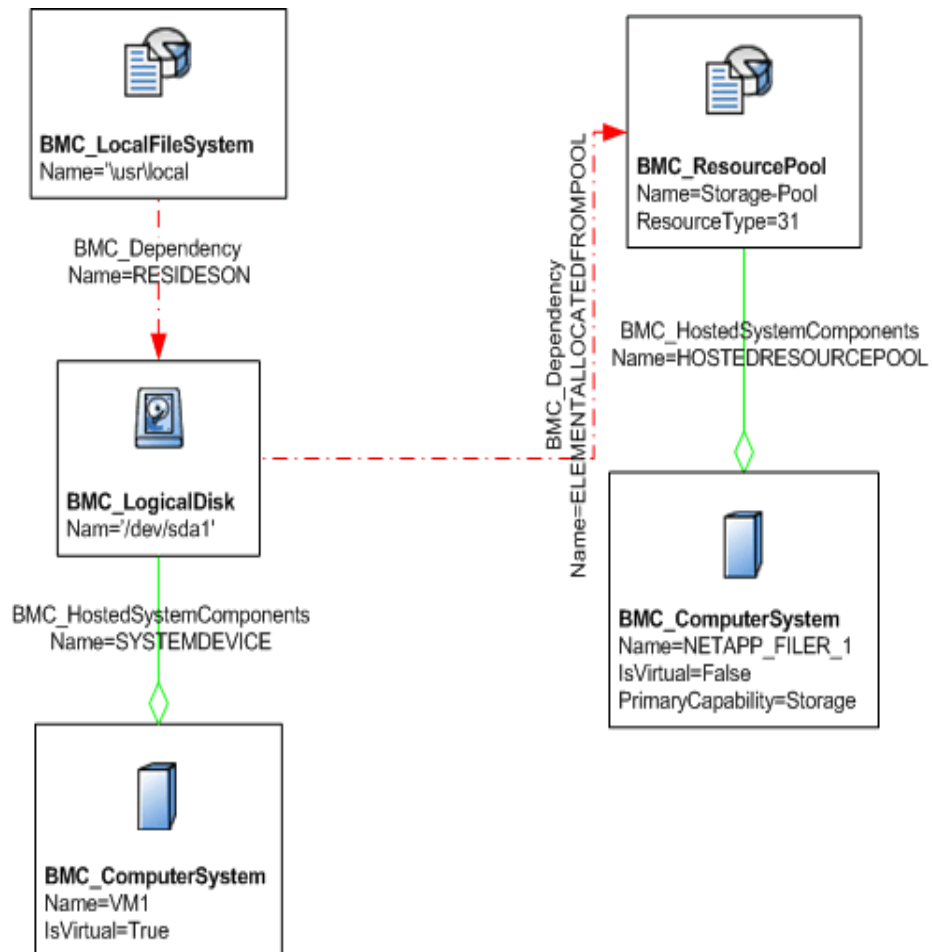 BMC_LocalFileSystem
Name="\usr\local
BMC_Dependency
Name=RESIDESON
BMC_LogicalDisk
Nam='/dev/sda1'
BMC_HostedSystemComponents
Name=SYSTEMDEVICE
BMC_ComputerSystem
Name=VM1
IsVirtual=True
BMC_Dependency
Name=ELEMENTALLOCATEDFROMPOOL
BMC_ResourcePool
Name=Storage-Pool
ResourceType=31
BMC_HostedSystemComponents
Name=HOSTEDRESOURCEPOOL
BMC_ComputerSystem
Name=NETAPP_FILER_1
IsVirtual=False
PrimaryCapability=Storage